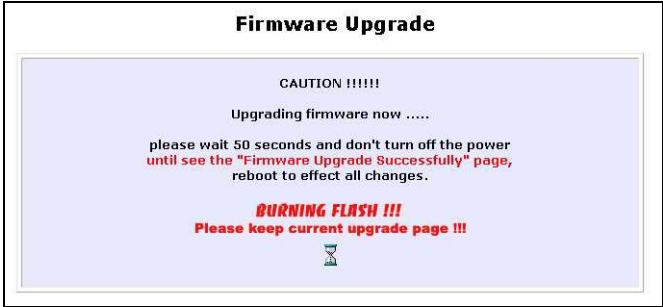 Firmware Upgrade
CAUTION !!!!!!
Upgrading firmware now .....
please wait 50 seconds and don't turn off the power
until see the "Firmware Upgrade Successfully" page,
reboot to effect all changes.
BURNING FLASH !!!
Please keep current upgrade page !!!